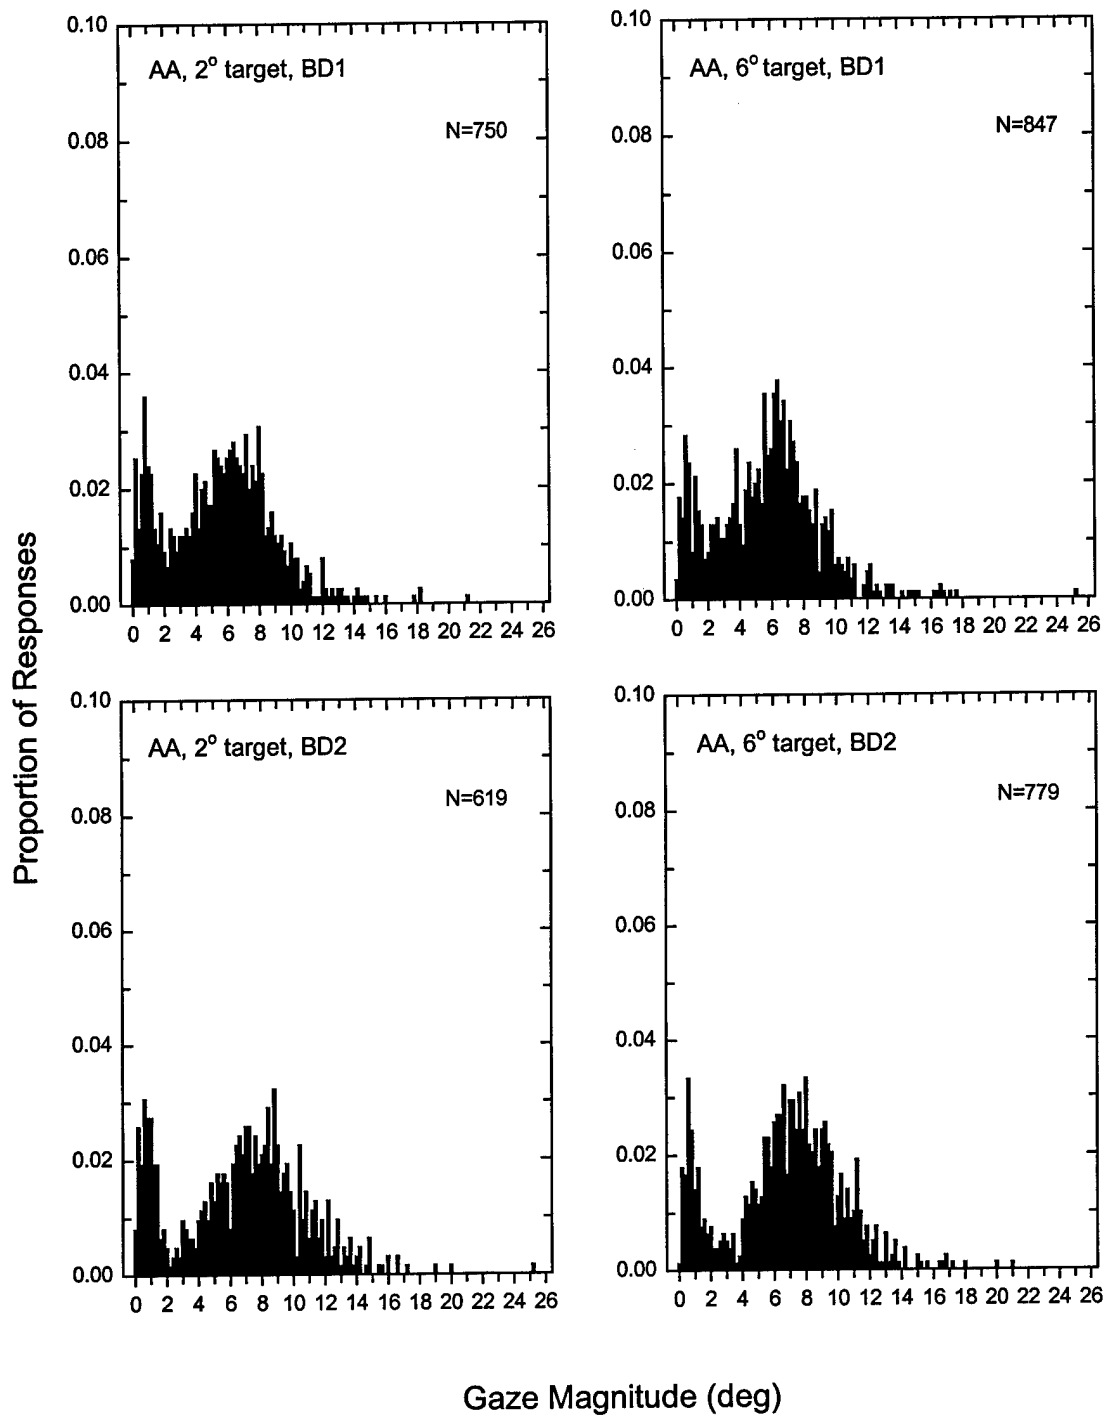 0.10
0.08
0.06
0.04
0.02
0.00
AA, 2° target, BD1
N=750
0 2 4 6 8 10 12 14 16 18 20 22 24 26
0.10
0.08
0.06
0.04
0.02
0.00
AA, 6° target, BD1
N=847
0 2 4 6 8 10 12 14 16 18 20 22 24 26
Proportion of Responses
0.10
0.08
0.06
0.04
0.02
0.00
AA, 2° target, BD2
N=619
0 2 4 6 8 10 12 14 16 18 20 22 24 26
0.10
0.08
0.06
0.04
0.02
0.00
AA, 6° target, BD2
N=779
0 2 4 6 8 10 12 14 16 18 20 22 24 26
Gaze Magnitude (deg)